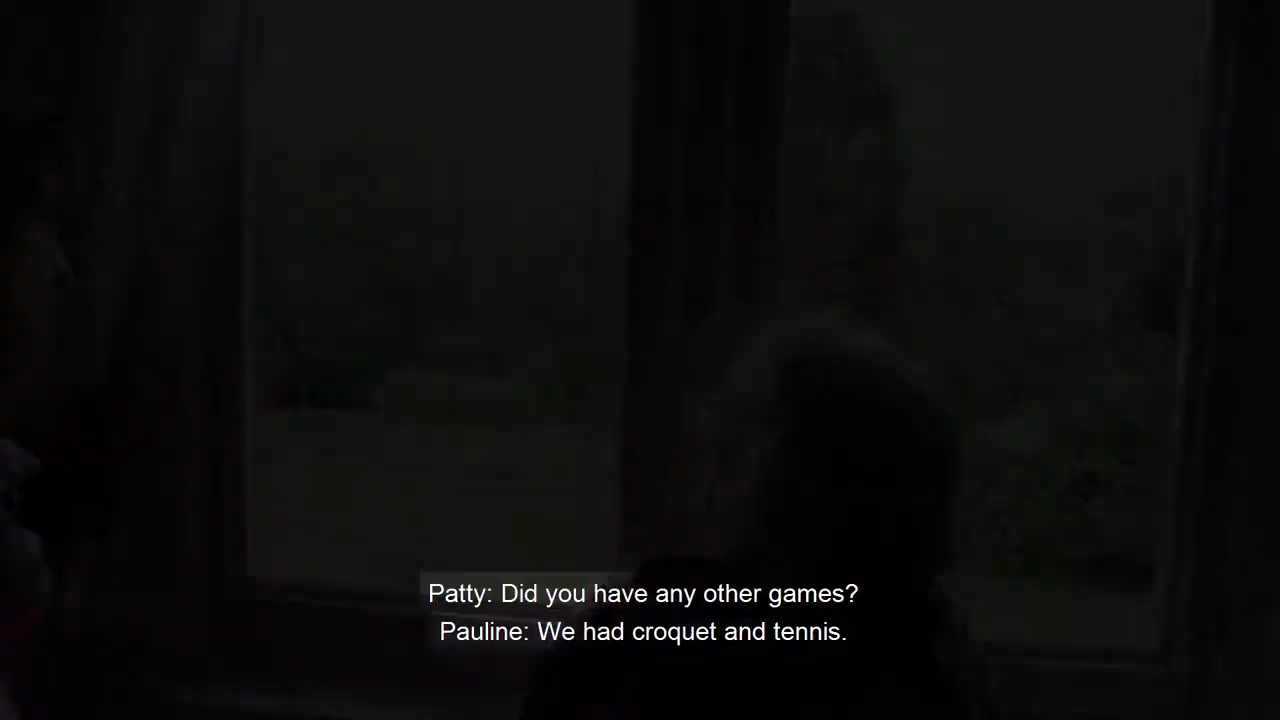 Patty: Did you have any other games?
Pauline: We had croquet and tennis.